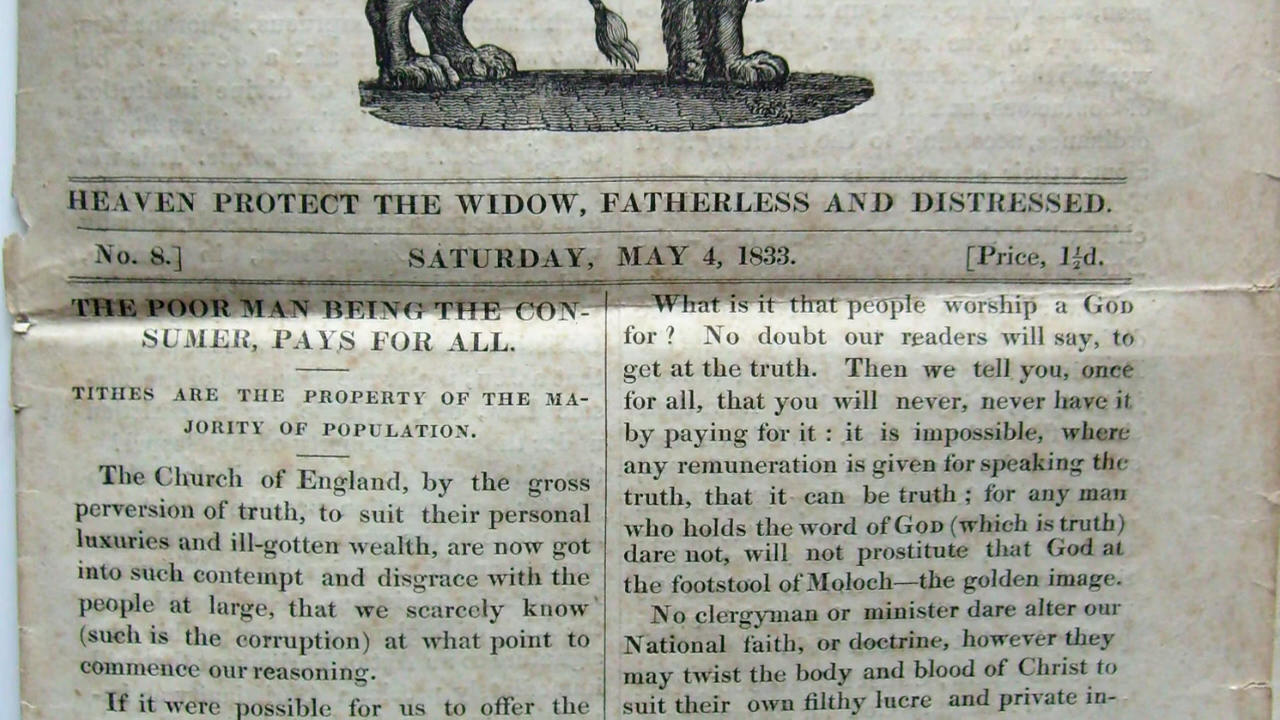 HEAVEN PROTECT THE WIDOW, FATHERLESS AND DISTRESSED.
No. 8.] SATURDAY, MAY 4, 1833. [Price, 1½d.
THE POOR MAN BEING THE CON-
SUMER, PAYS FOR ALL.
TITHES ARE THE PROPERTY OF THE MA-
JORITY OF POPULATION.
The Church of England, by the gross
perversion of truth, to suit their personal
luxuries and ill-gotten wealth, are now got
into such contempt and disgrace with the
people at large, that we scarcely know
(such is the corruption) at what point to
commence our reasoning.
If it were possible for us to offer the
What is it that people worship a GOD
for ? No doubt our readers will say, to
get at the truth. Then we tell you, once
for all, that you will never, never have it
by paying for it : it is impossible, where
any remuneration is given for speaking the
truth, that it can be truth ; for any man
who holds the word of GOD (which is truth)
dare not, will not prostitute that God at
the footstool of Moloch—the golden image.
No clergyman or minister dare alter our
National faith, or doctrine, however they
may twist the body and blood of Christ to
suit their own filthy lucre and private in-